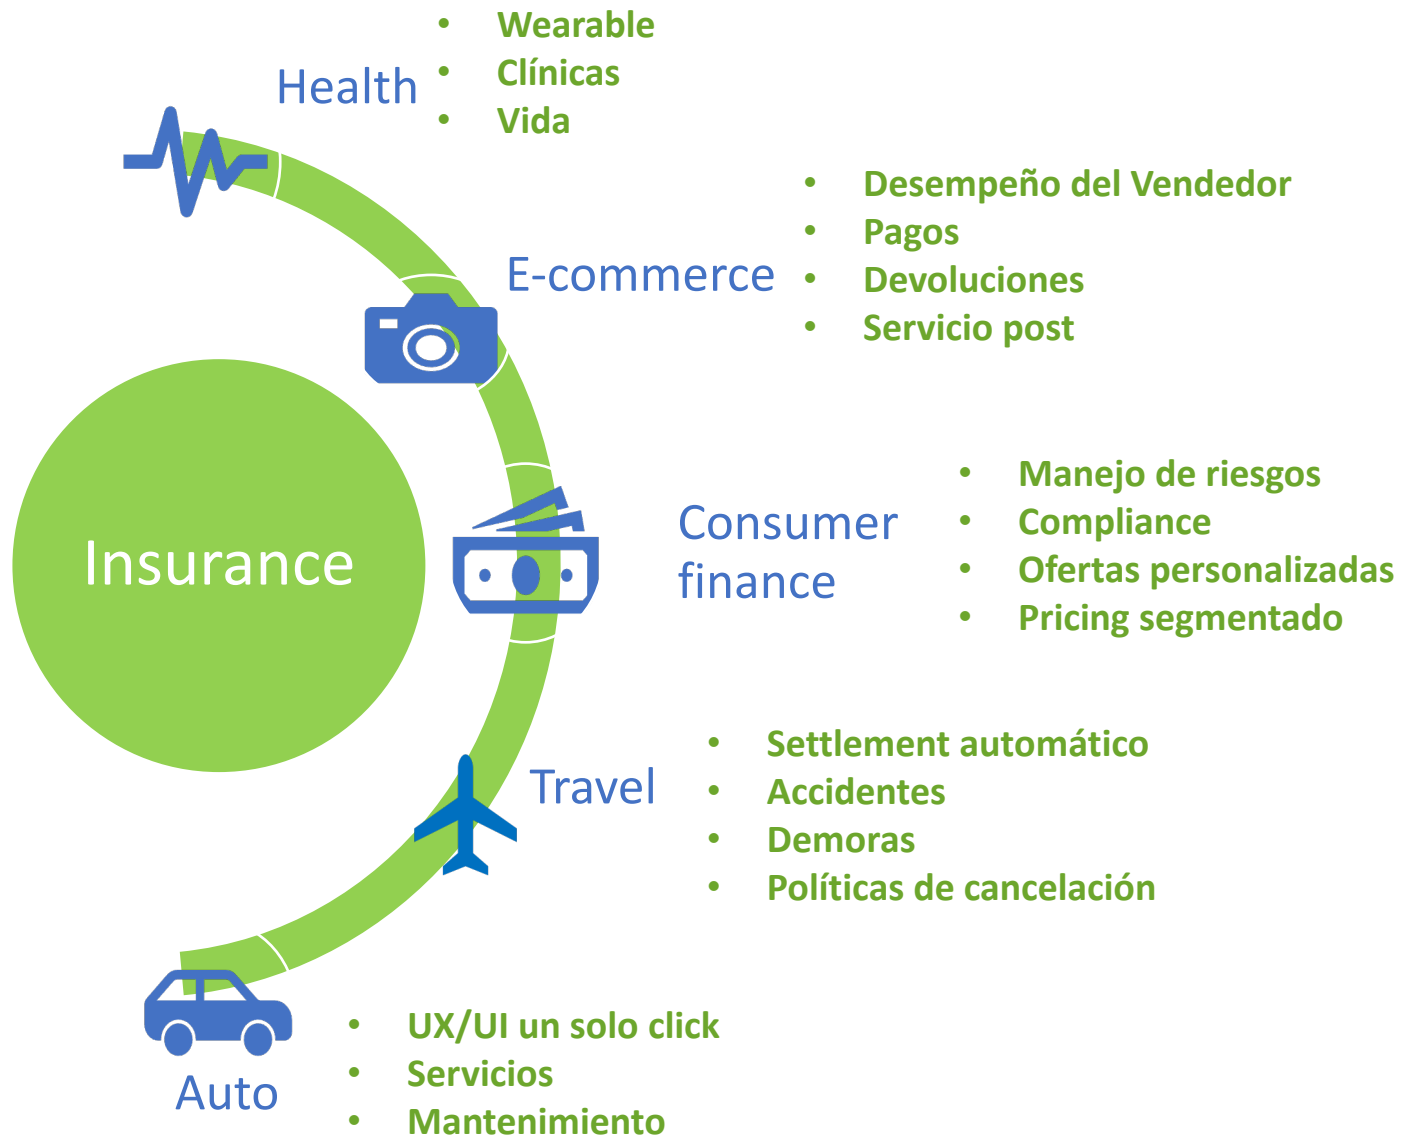 Health
• Wearable
• Clínicas
• Vida
E-commerce
• Desempeño del Vendedor
• Pagos
• Devoluciones
• Servicio post
Insurance
Consumer
finance
• Manejo de riesgos
• Compliance
• Ofertas personalizadas
• Pricing segmentado
Travel
• Settlement automático
• Accidentes
• Demoras
• Políticas de cancelación
Auto
• UX/UI un solo click
• Servicios
• Mantenimiento